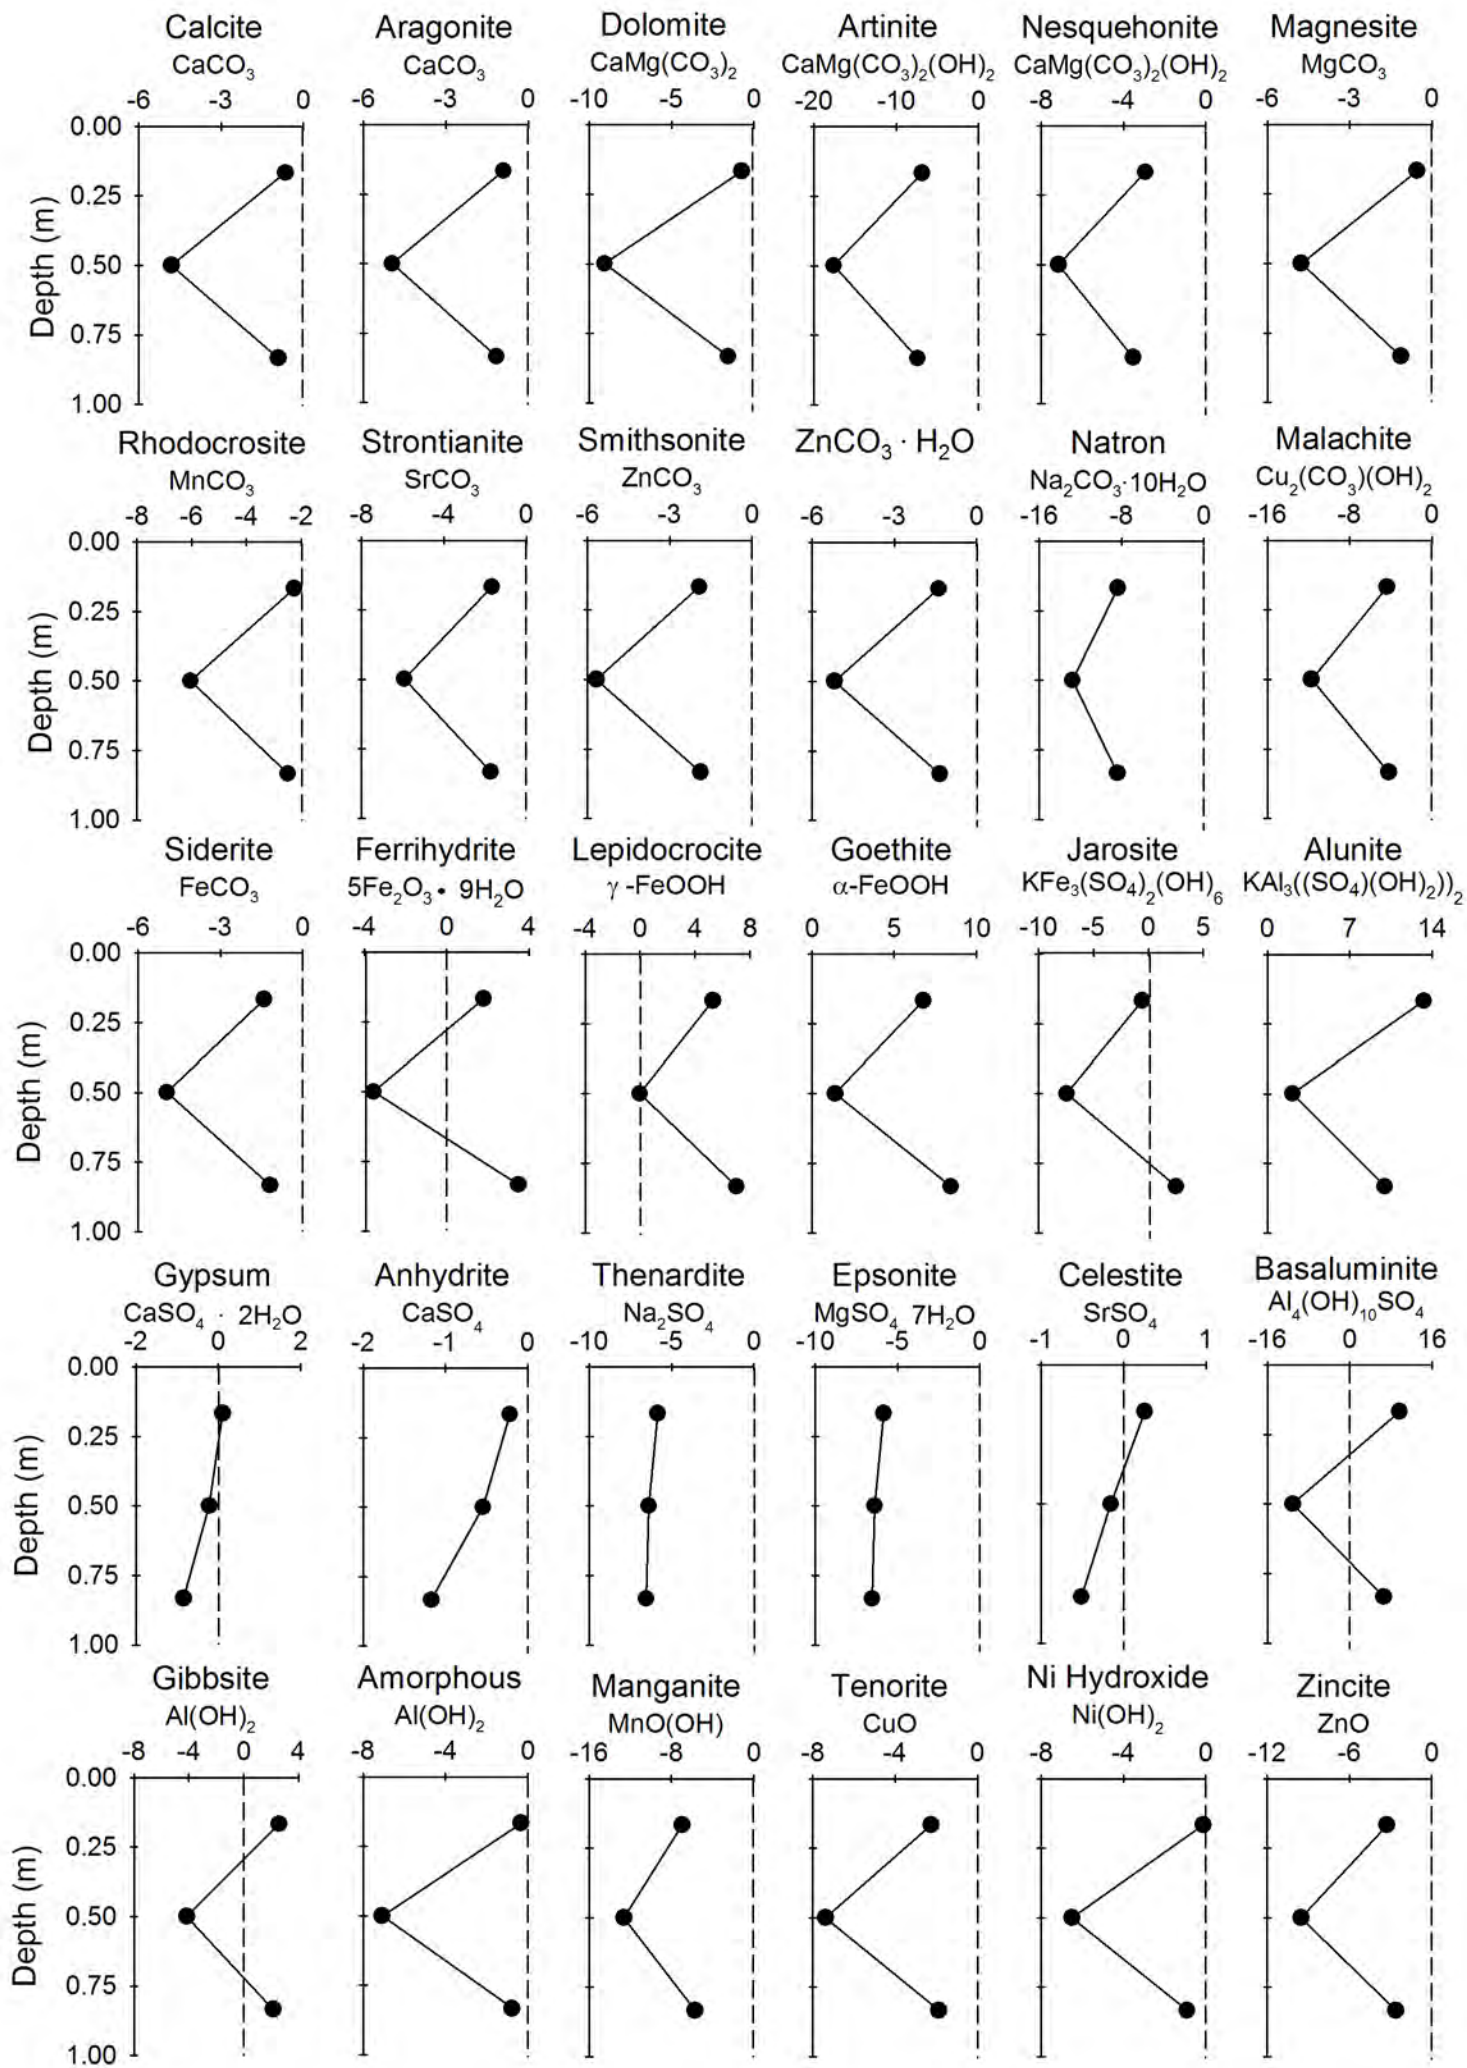 Calcite Aragonite Dolomite Artinite Nesquehonite Magnesite
CaCO₃ CaCO₃ CaMg(CO₃)₂ CaMg(CO₃)₂(OH)₂ CaMg(CO₃)₂(OH)₂ MgCO₃
-6 -3 0 -6 -3 0 -10 -5 0 -20 -10 0 -8 -4 0 -6 -3 0
0.00
0.25
0.50
0.75
1.00
Depth (m)
Rhodocrosite Strontianite Smithsonite ZnCO₃ · H₂O Natron Malachite
MnCO₃ SrCO₃ ZnCO₃ Na₂CO₃·10H₂O Cu₂(CO₃)(OH)₂
-8 -6 -4 -2 -8 -4 0 -6 -3 0 -6 -3 0 -16 -8 0 -16 -8 0
0.00
0.25
0.50
0.75
1.00
Depth (m)
Siderite Ferrihydrite Lepidocrocite Goethite Jarosite Alunite
FeCO₃ 5Fe₂O₃ • 9H₂O γ -FeOOH α-FeOOH KFe₃(SO₄)₂(OH)₆ KAl₃((SO₄)(OH)₂))₂
-6 -3 0 -4 0 4 -4 0 4 8 0 5 10 -10 -5 0 5 0 7 14
0.00
0.25
0.50
0.75
1.00
Depth (m)
Gypsum Anhydrite Thenardite Epsonite Celestite Basaluminite
CaSO₄ · 2H₂O CaSO₄ Na₂SO₄ MgSO₄ 7H₂O SrSO₄ Al₄(OH)₁₀SO₄
-2 0 2 -2 -1 0 -10 -5 0 -10 -5 0 -1 0 1 -16 0 16
0.00
0.25
0.50
0.75
1.00
Depth (m)
Gibbsite Amorphous Manganite Tenorite Ni Hydroxide Zincite
Al(OH)₂ Al(OH)₂ MnO(OH) CuO Ni(OH)₂ ZnO
-8 -4 0 4 -8 -4 0 -16 -8 0 -8 -4 0 -8 -4 0 -12 -6 0
0.00
0.25
0.50
0.75
1.00
Depth (m)